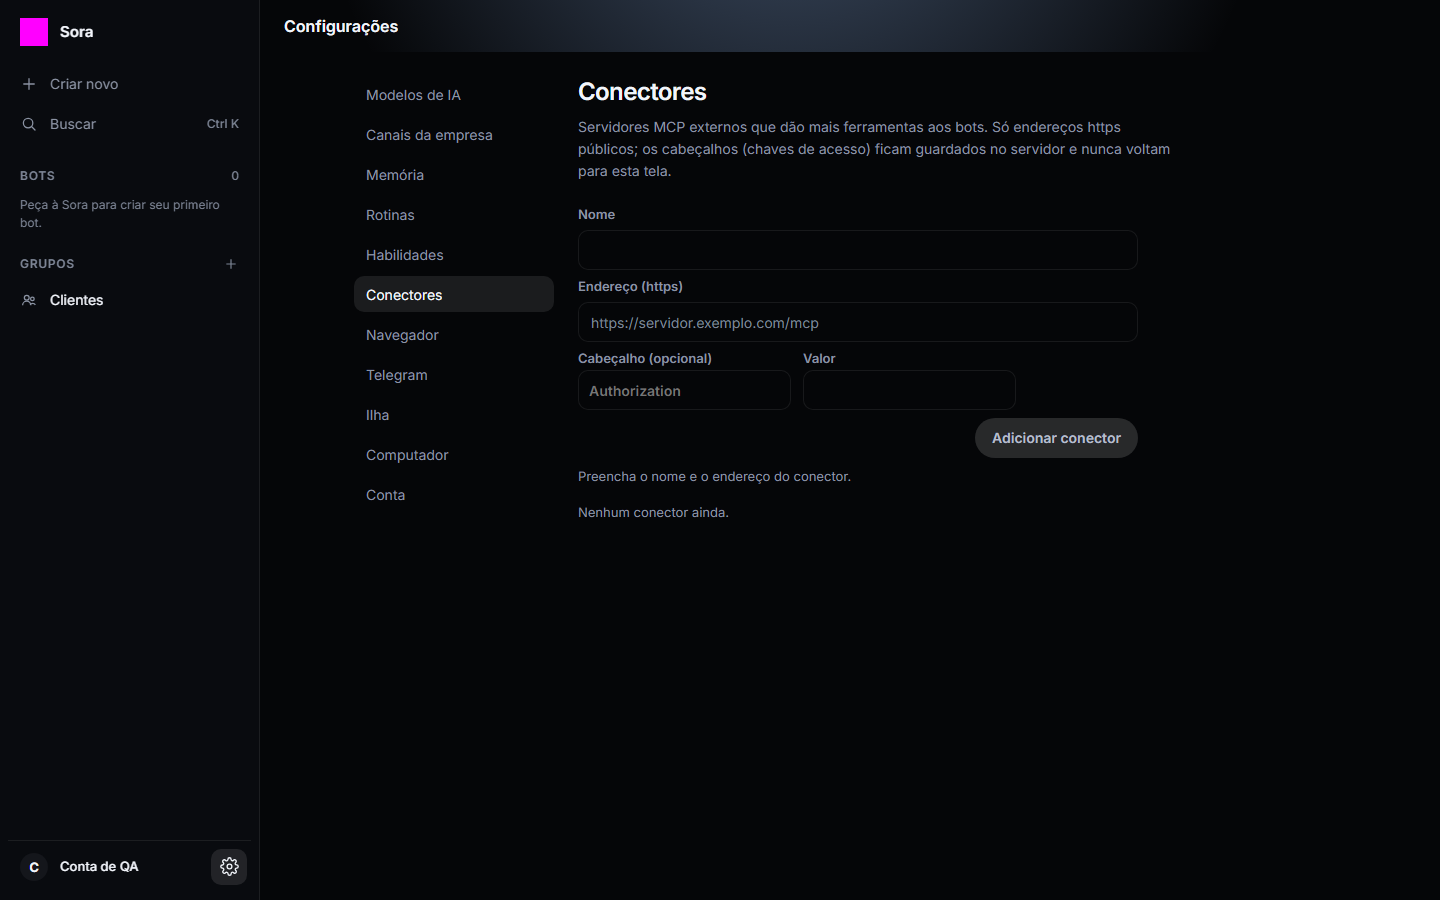 Sora
Criar novo
Buscar Ctrl K
BOTS 0
Peça à Sora para criar seu primeiro
bot.
GRUPOS
Clientes
C Conta de QA
Configurações
Modelos de IA
Canais da empresa
Memória
Rotinas
Habilidades
Conectores
Navegador
Telegram
Ilha
Computador
Conta
Conectores
Servidores MCP externos que dão mais ferramentas aos bots. Só endereços https
públicos; os cabeçalhos (chaves de acesso) ficam guardados no servidor e nunca voltam
para esta tela.
Nome
Endereço (https)
https://servidor.exemplo.com/mcp
Cabeçalho (opcional) Valor
Authorization
Adicionar conector
Preencha o nome e o endereço do conector.
Nenhum conector ainda.